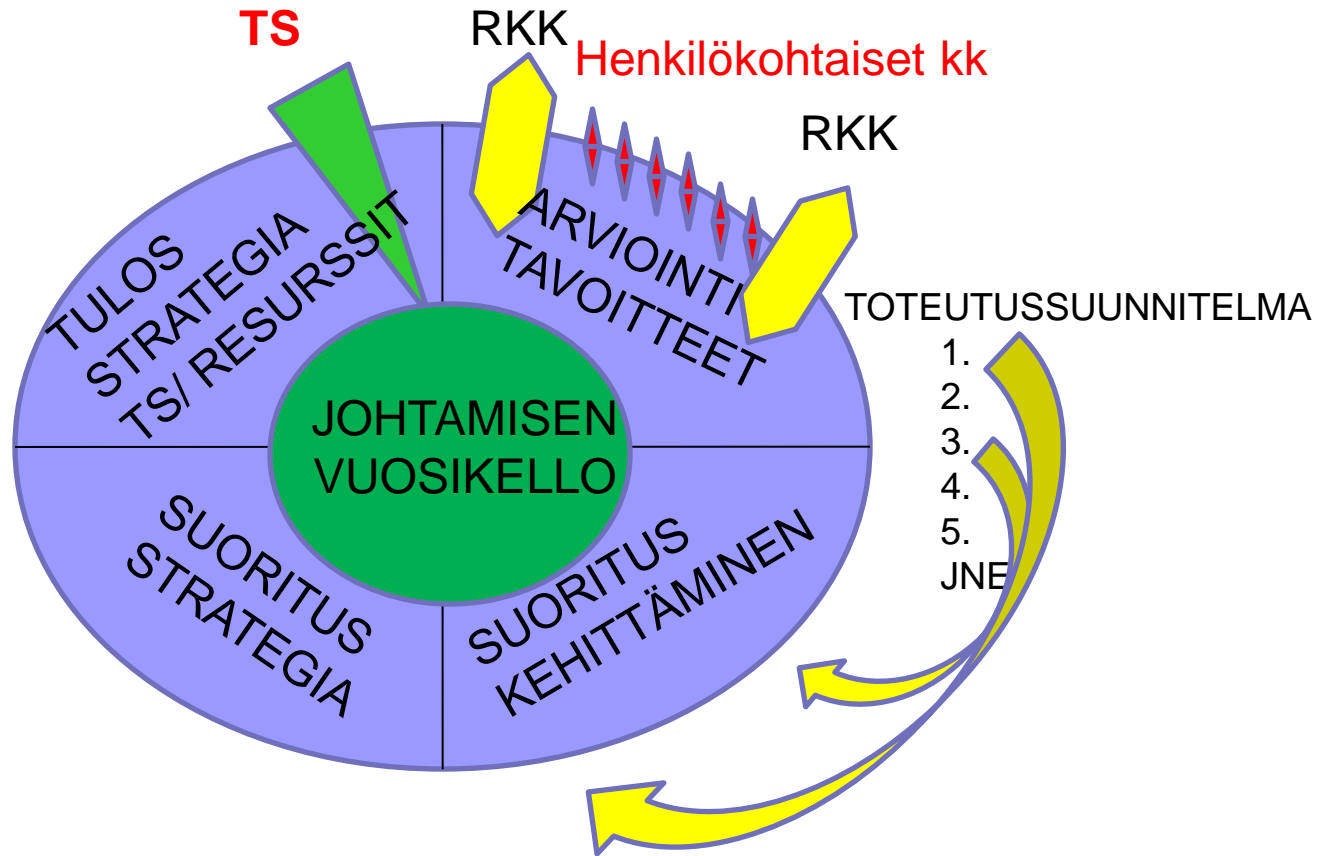 TS
RKK
Henkilökohtaiset kk
RKK
TULOS
STRATEGIA
TS/ RESURSSIT
ARVIOINTI
TAVOITTEET
TOTEUTUSSUUNNITELMA
1.
2.
3.
4.
5.
JNE
JOHTAMISEN
VUOSIKELLO
SUORITUS
STRATEGIA
SUORITUS
KEHITTÄMINEN